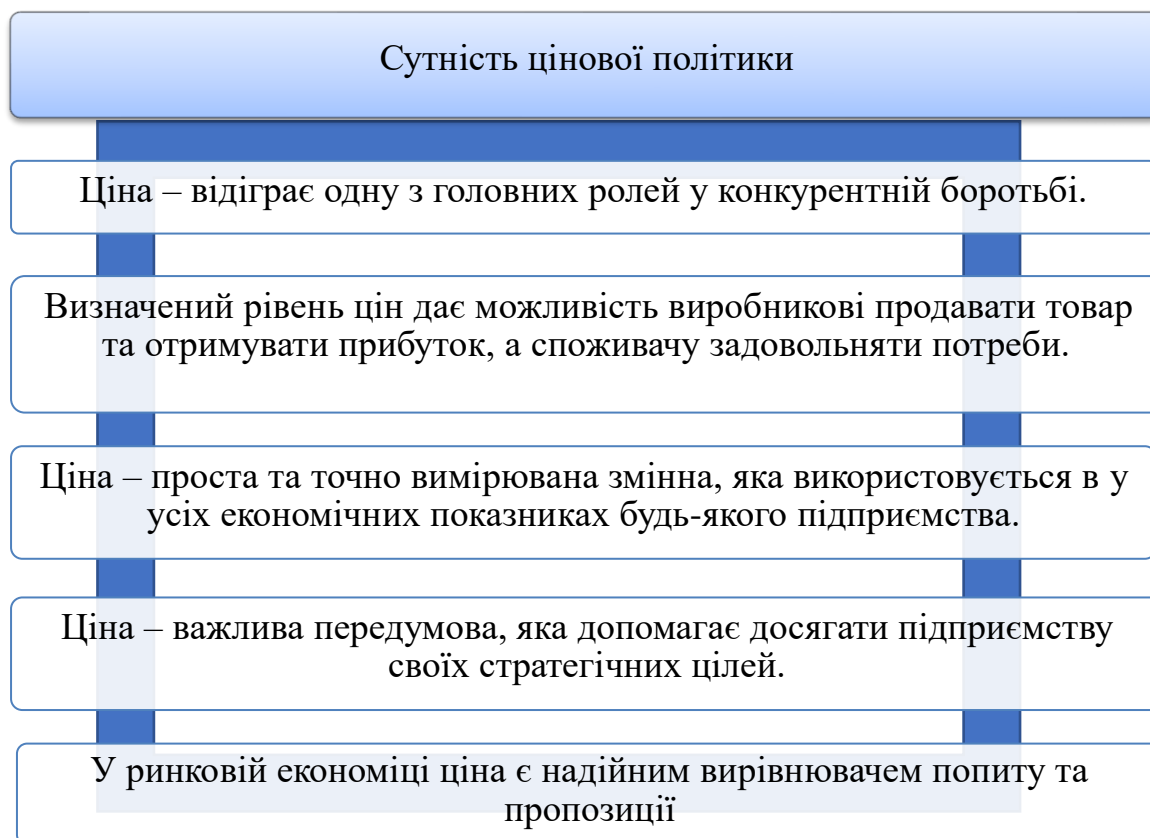 Сутність цінової політики
Ціна – відіграє одну з головних ролей у конкурентній боротьбі.
Визначений рівень цін дає можливість виробникові продавати товар
та отримувати прибуток, а споживачу задовольняти потреби.
Ціна – проста та точно вимірювана змінна, яка використовується в у
усіх економічних показниках будь-якого підприємства.
Ціна – важлива передумова, яка допомагає досягати підприємству
своїх стратегічних цілей.
У ринковій економіці ціна є надійним вирівнювачем попиту та
пропозиції